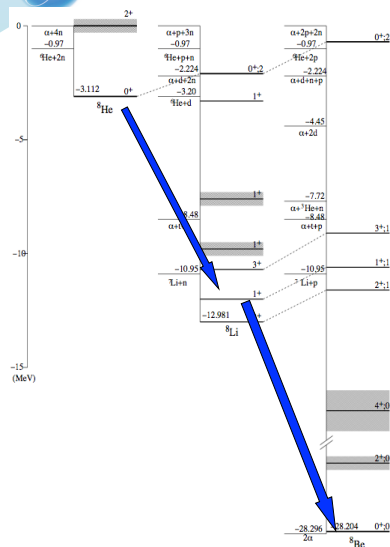 0
2+
α+4n
−0.97
6He+2n
−3.112 0+
8He
α+p+3n
−0.97
6He+p+n
−2.224 0+;2
α+d+2n
−3.20
6He+d
1+
1+
8.48
α+t
1+
3+
−10.95
7Li+n
1+
−12.981 +
8Li
α+2p+2n
−0.97
6He+2p
−2.224
α+d+n+p
0+;2
−4.45
α+2d
−7.72
α+3He+n
−8.48
α+t+p
3+;1
−10.95
Li+p
1+;1
2+;1
4+;0
2+;0
−28.296
2α
28.204 0+;0
8Be
−5
−10
−15
(MeV)